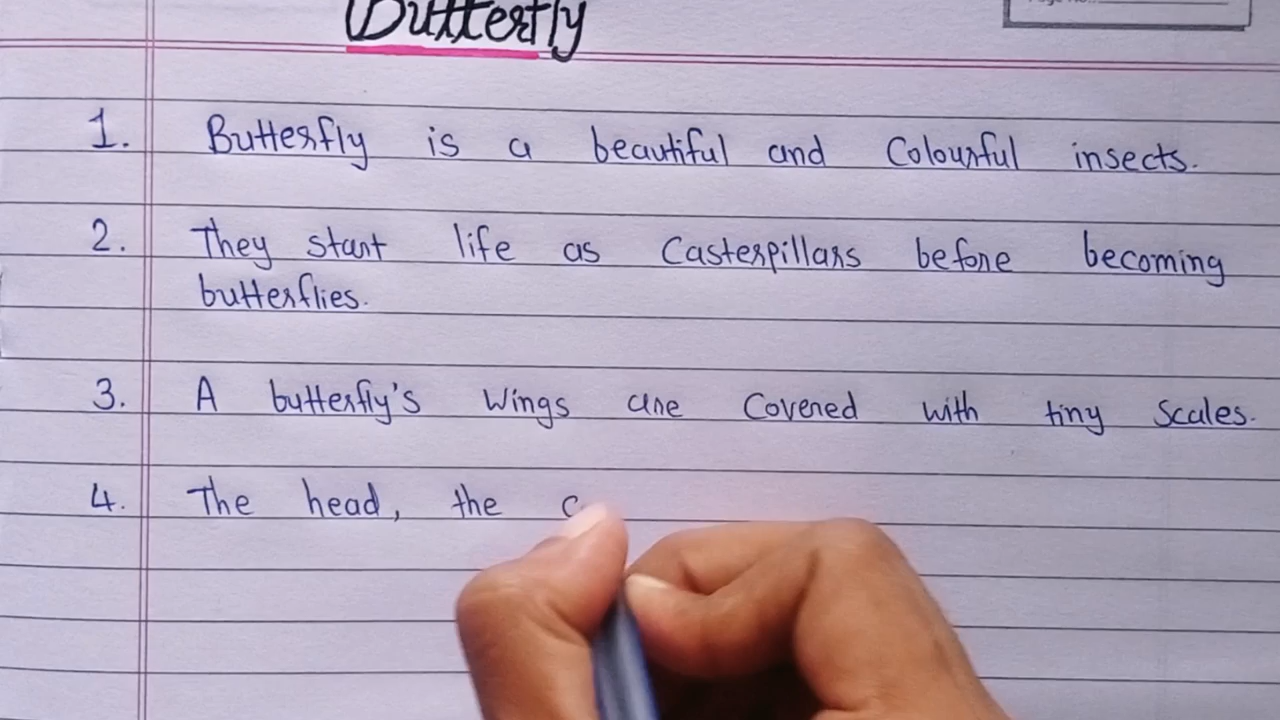 Butterfly
1. Butterfly is a beautiful and Colourful insects.
2. They start life as Casterpillars before becoming
butterflies.
3. A butterfly's Wings are Covered with tiny Scales.
4. The head, the c